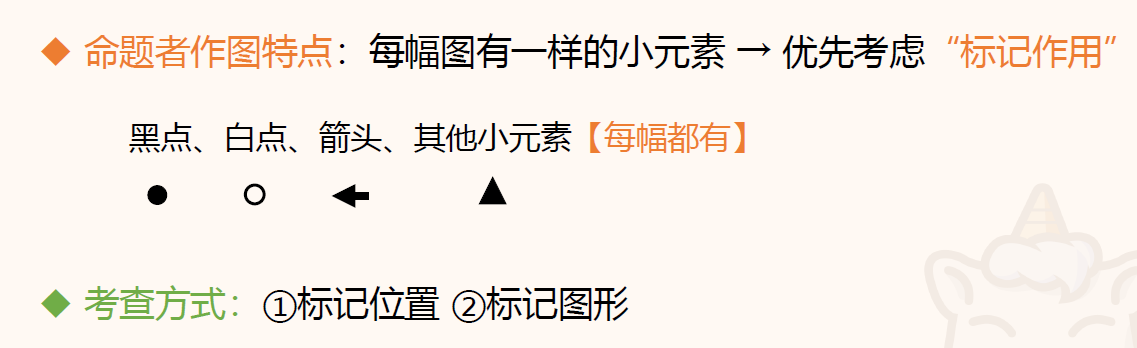 ◆ 命题者作图特点：每幅图有一样的小元素 → 优先考虑“标记作用”
黑点、白点、箭头、其他小元素【每幅都有】
◆ 考查方式：①标记位置 ②标记图形